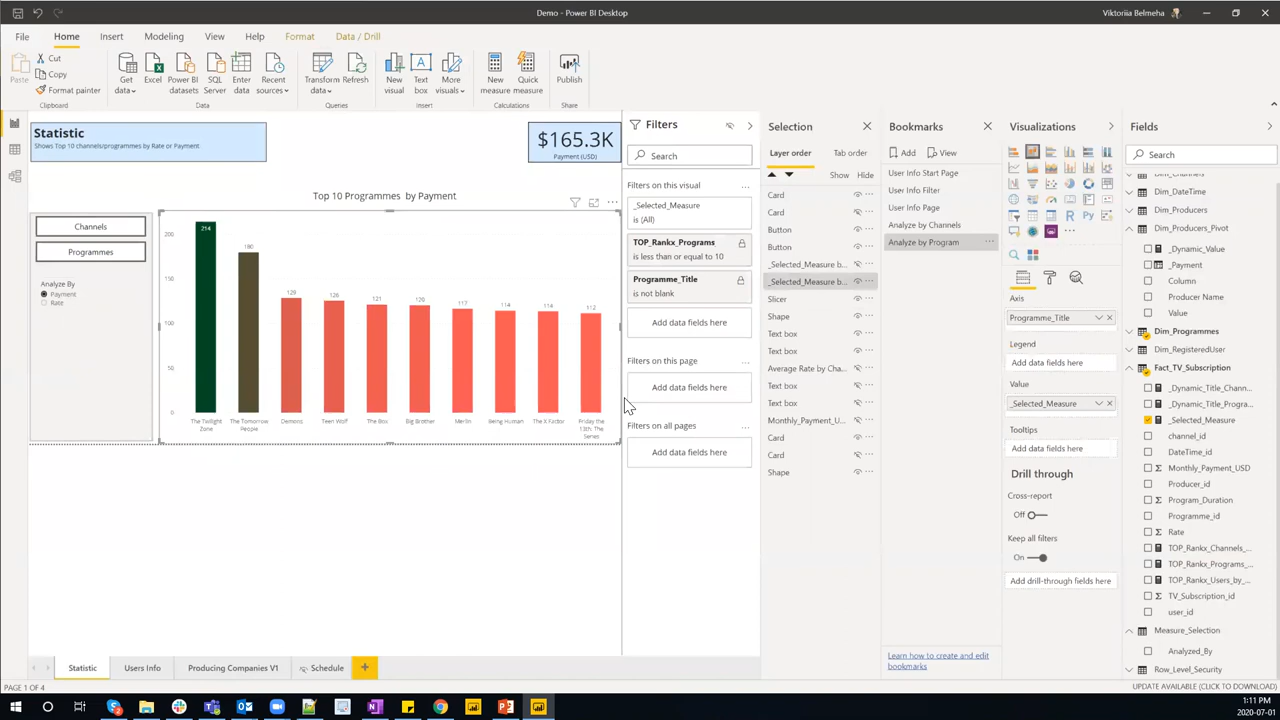 Demo - Power BI Desktop
Viktoriia Belmeha
File Home Insert Modeling View Help Format Data / Drill
Paste
Cut
Copy
Format painter
Clipboard
Get data
Excel
Power BI datasets
SQL Server
Enter data
Recent sources
Data
Transform data
Refresh
Queries
New visual
Text box
More visuals
Insert
New measure
Quick measure
Calculations
Publish
Share
Statistic
Shows Top 10 channels/programmes by Rate or Payment
$165.3K
Payment (USD)
Channels
Programmes
Analyze By
Payment
Rate
Top 10 Programmes by Payment
200
150
100
50
0
214
180
129
126
121
120
117
114
114
112
The Twilight Zone
The Tomorrow People
Demons
Teen Wolf
The Box
Big Brother
Merlin
Being Human
The X Factor
Friday the 13th: The Series
Filters
Search
Filters on this visual ...
_Selected_Measure
is (All)
TOP_Rankx_Programs
is less than or equal to 10
Programme_Title
is not blank
Add data fields here
Filters on this page ...
Add data fields here
Filters on all pages ...
Add data fields here
Selection
Layer order
Tab order
Show Hide
Card
Card
Button
Button
_Selected_Measure b...
_Selected_Measure b...
Slicer
Shape
Text box
Text box
Average Rate by Cha...
Text box
Text box
Monthly_Payment_U...
Card
Card
Shape
Bookmarks
Add View
User Info Start Page
User Info Filter
User Info Page
Analyze by Channels
Analyze by Program ...
Learn how to create and edit bookmarks
Visualizations
R Py
Axis
Programme_Title
Legend
Add data fields here
Value
_Selected_Measure
Tooltips
Add data fields here
Drill through
Cross-report
Off
Keep all filters
On
Add drill-through fields here
Fields
Search
Dim_Channels
Dim_DateTime
Dim_Producers
Dim_Producers_Pivot
_Dynamic_Value
_Payment
Column
Producer Name
Value
Dim_Programmes
Dim_RegisteredUser
Fact_TV_Subscription
_Dynamic_Title_Chann...
_Dynamic_Title_Progra...
_Selected_Measure
channel_id
DateTime_id
Monthly_Payment_USD
Producer_id
Program_Duration
Programme_id
Rate
TOP_Rankx_Channels_...
TOP_Rankx_Programs_...
TOP_Rankx_Users_by_...
TV_Subscription_id
user_id
Measure_Selection
Analyzed_By
Row_Level_Security
Statistic
Users Info
Producing Companies V1
Schedule
PAGE 1 OF 4
UPDATE AVAILABLE (CLICK TO DOWNLOAD)
1:11 PM
2020-07-01